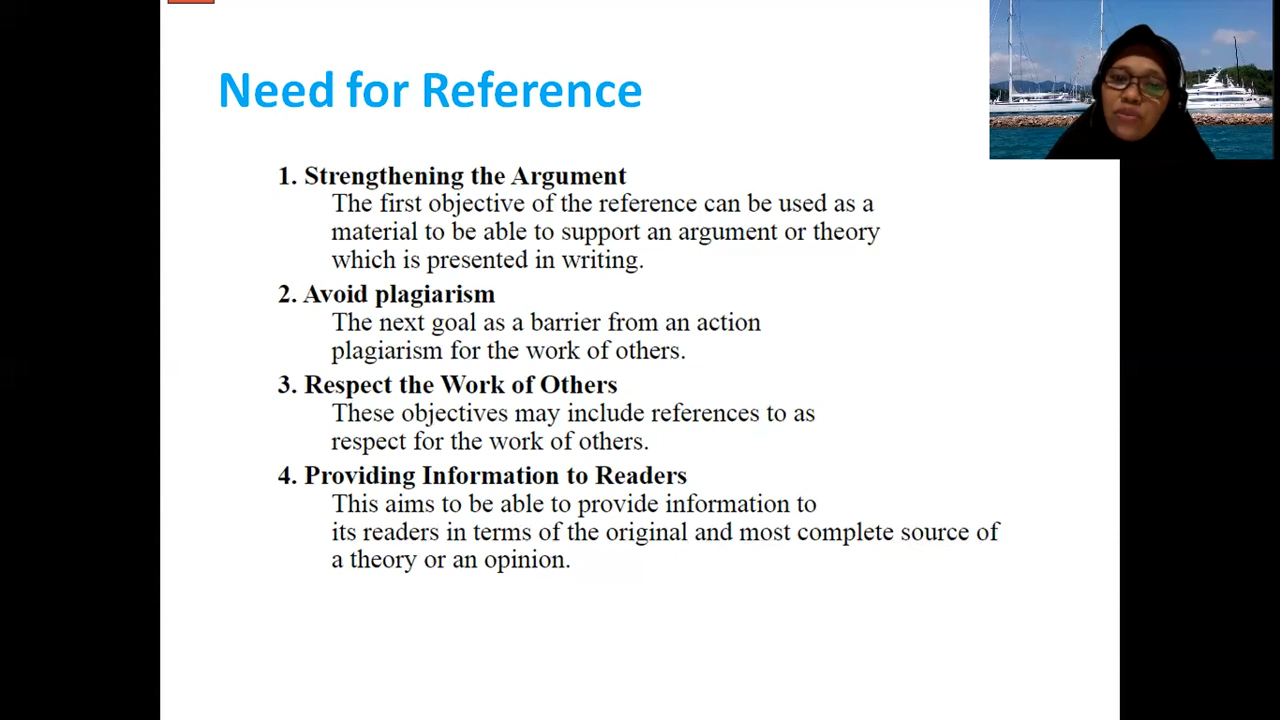 Need for Reference
1. Strengthening the Argument
The first objective of the reference can be used as a
material to be able to support an argument or theory
which is presented in writing.
2. Avoid plagiarism
The next goal as a barrier from an action
plagiarism for the work of others.
3. Respect the Work of Others
These objectives may include references to as
respect for the work of others.
4. Providing Information to Readers
This aims to be able to provide information to
its readers in terms of the original and most complete source of
a theory or an opinion.